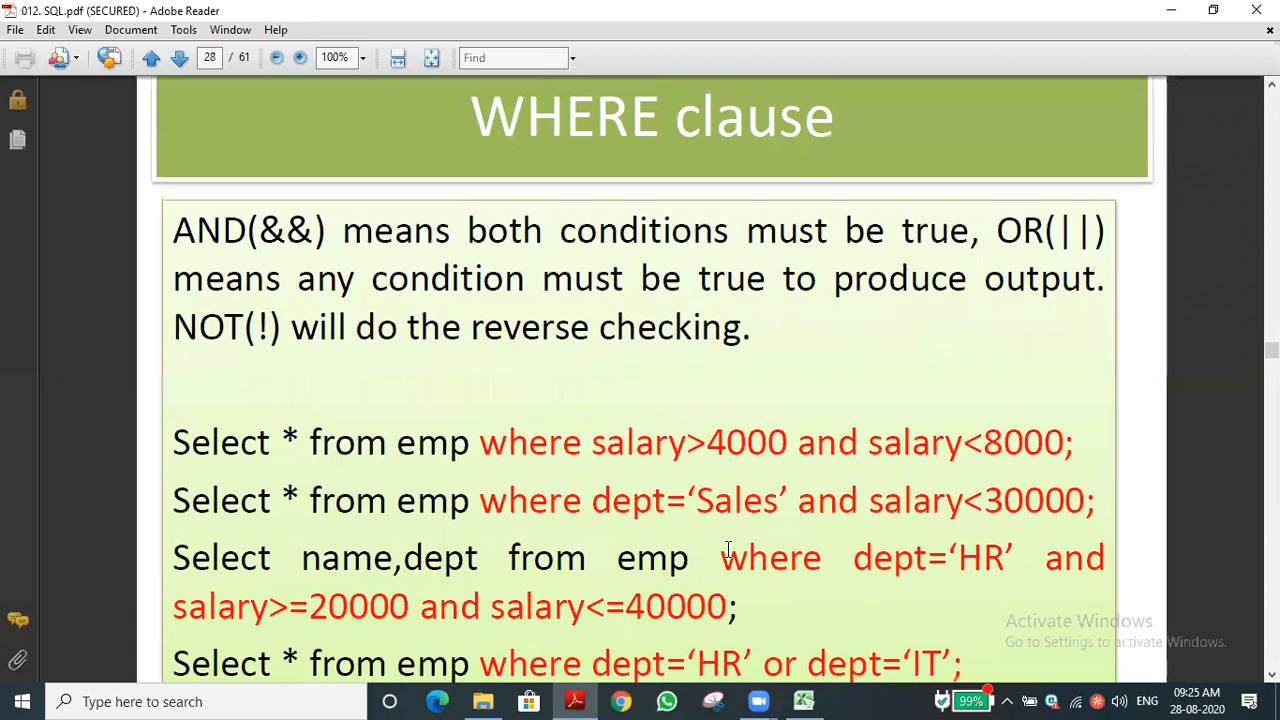 012. SQL.pdf (SECURED) - Adobe Reader
File Edit View Document Tools Window Help
28 / 61 100% Find
WHERE clause
AND(&&) means both conditions must be true, OR(||)
means any condition must be true to produce output.
NOT(!) will do the reverse checking.
Select * from emp where salary>4000 and salary<8000;
Select * from emp where dept=‘Sales’ and salary<30000;
Select name,dept from emp where dept=‘HR’ and
salary>=20000 and salary<=40000;
Select * from emp where dept=‘HR’ or dept=‘IT’;
Activate Windows
Go to Settings to activate Windows.
Type here to search
99%
ENG
09:25 AM
28-08-2020